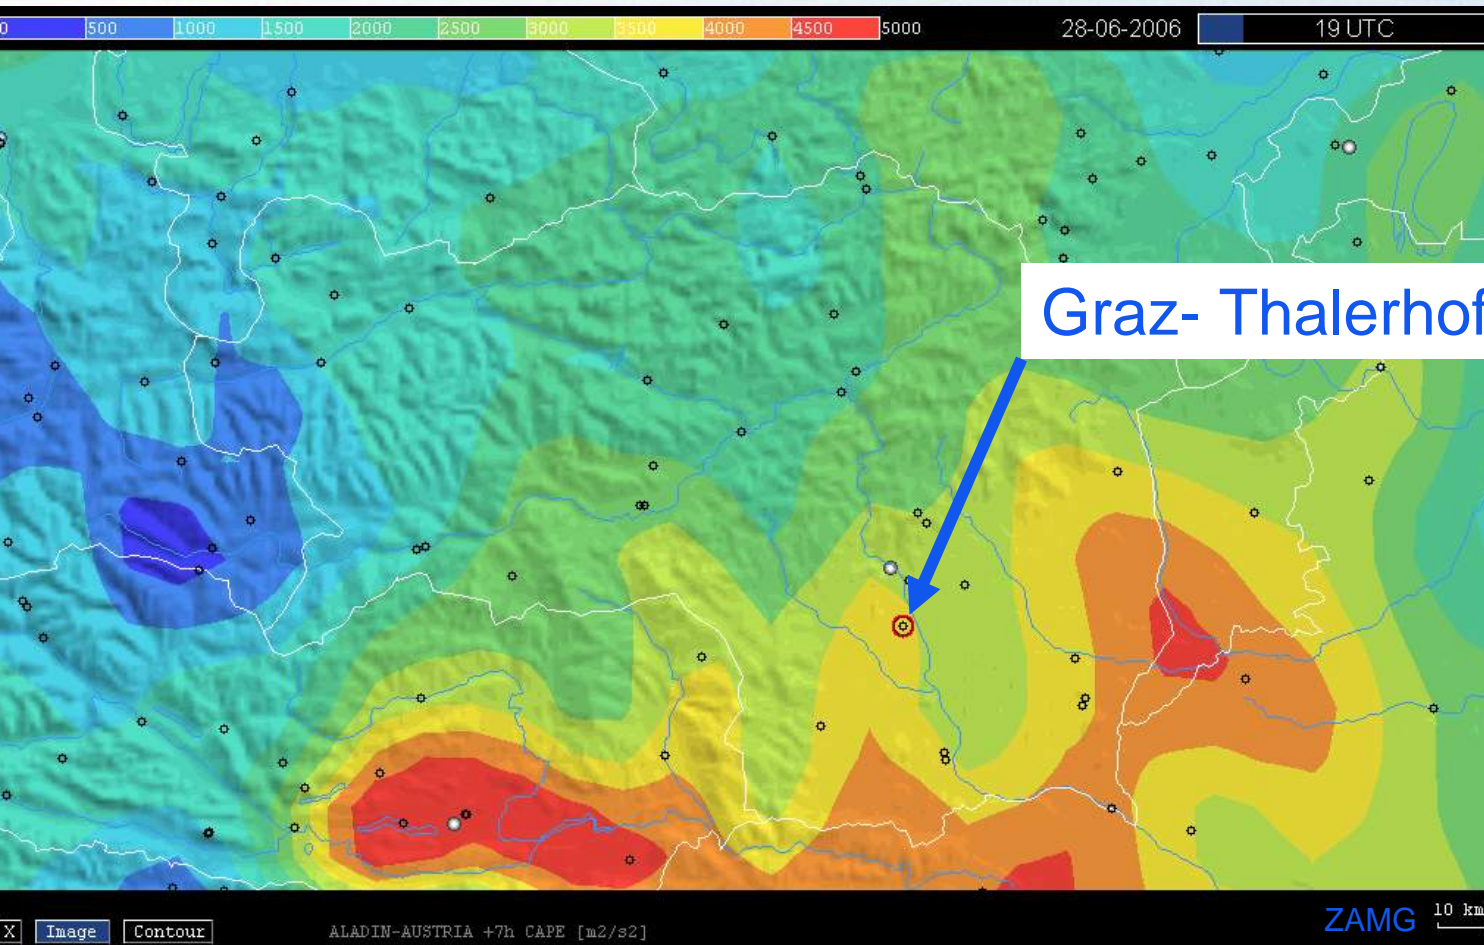 0 500 1000 1500 2000 2500 3000 3500 4000 4500 5000 28-06-2006 19 UTC
Graz- Thalerhof
X Image Contour ALADIN-AUSTRIA +7h CAPE [m2/s2] ZAMG 10 km